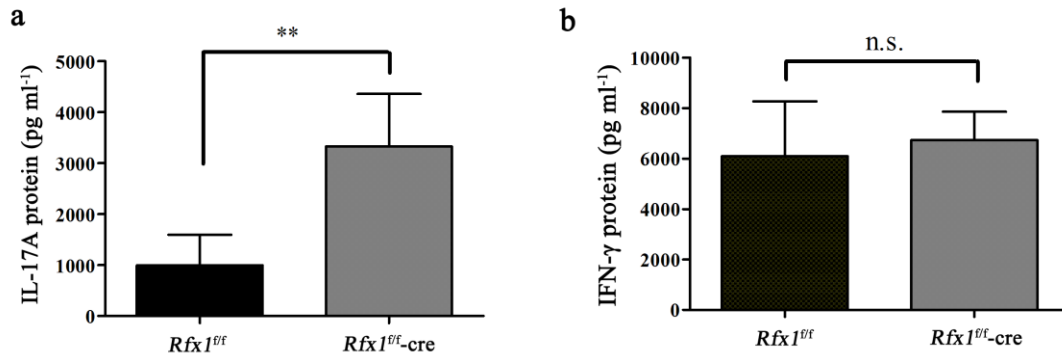 a
**
IL-17A protein (pg ml⁻¹)
5000
4000
3000
2000
1000
0
Rfx1f/f
Rfx1f/f-cre
b
n.s.
IFN-γ protein (pg ml⁻¹)
10000
8000
6000
4000
2000
0
Rfx1f/f
Rfx1f/f-cre